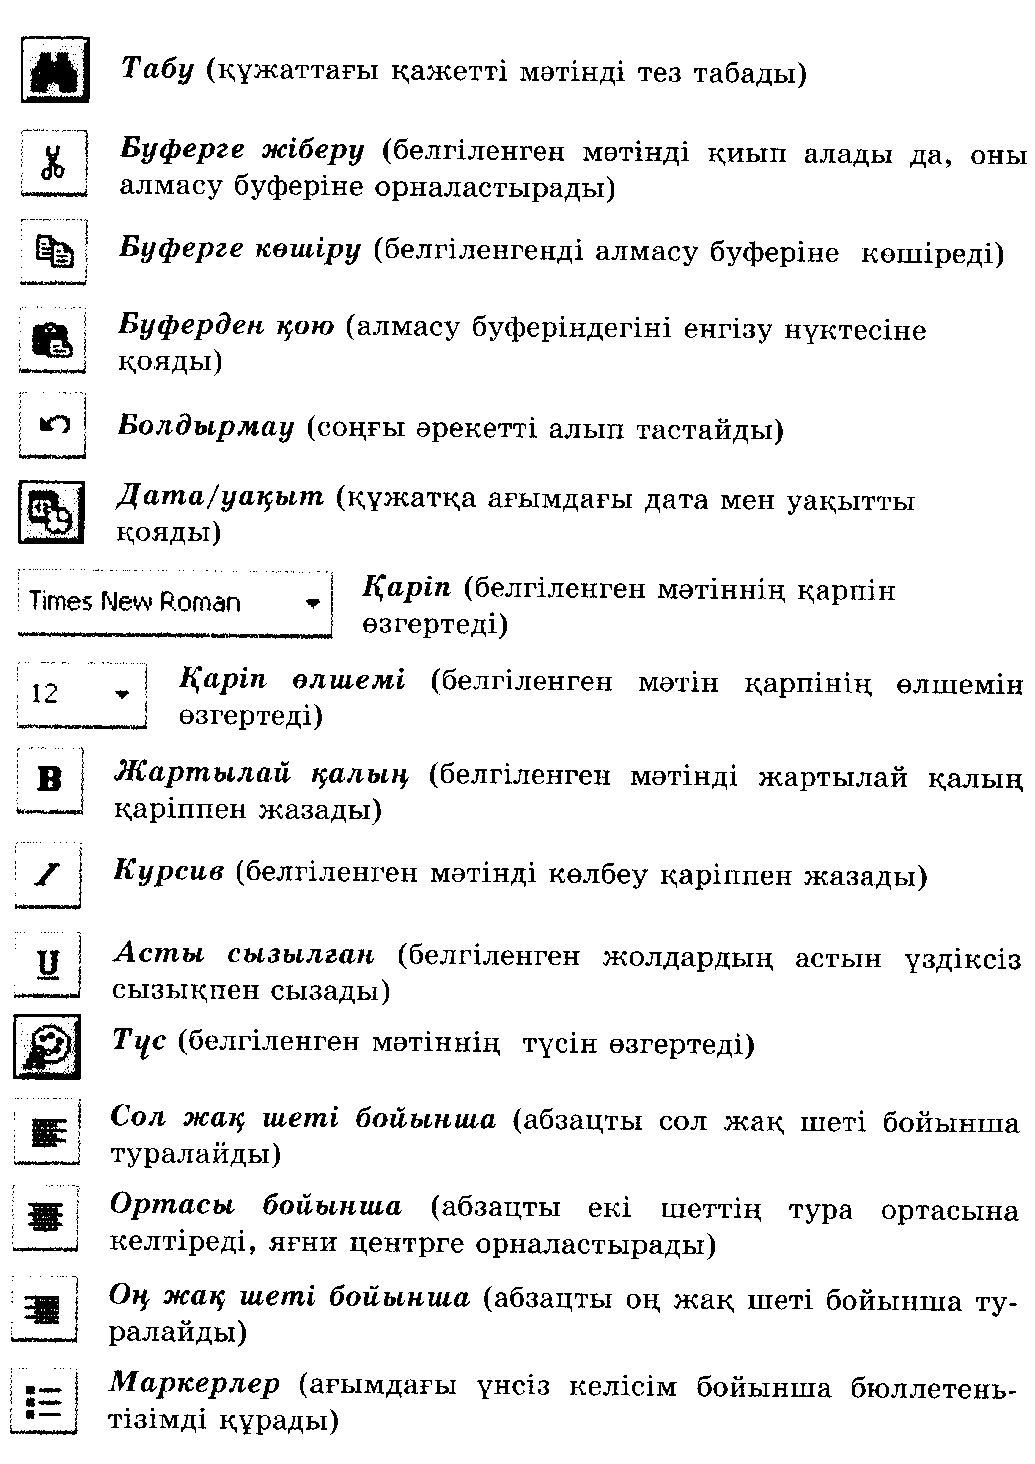 Табу (құжаттағы қажетті мәтінді тез табады)
Буферге жіберу (белгіленген мәтінді қиып алады да, оны
алмасу буферіне орналастырады)
Буферге көшіру (белгіленгенді алмасу буферіне көшіреді)
Буферден қою (алмасу буферіндегіні енгізу нүктесіне
қояды)
Болдырмау (соңғы әрекетті алып тастайды)
Дата/уақыт (құжатқа ағымдағы дата мен уақытты
қояды)
Times New Roman
Қаріп (белгіленген мәтіннің қарпін
өзгертеді)
12
Қаріп өлшемі (белгіленген мәтін қарпінің өлшемін
өзгертеді)
B
Жартылай қалың (белгіленген мәтінді жартылай қалың
қаріппен жазады)
I
Курсив (белгіленген мәтінді көлбеу қаріппен жазады)
U
Асты сызылған (белгіленген жолдардың астын үздіксіз
сызықпен сызады)
Түс (белгіленген мәтіннің түсін өзгертеді)
Сол жақ шеті бойынша (абзацты сол жақ шеті бойынша
туралайды)
Ортасы бойынша (абзацты екі шеттің тура ортасына
келтіреді, яғни центрге орналастырады)
Оң жақ шеті бойынша (абзацты оң жақ шеті бойынша ту-
ралайды)
Маркерлер (ағымдағы үнсіз келісім бойынша бюллетень-
тізімді құрады)